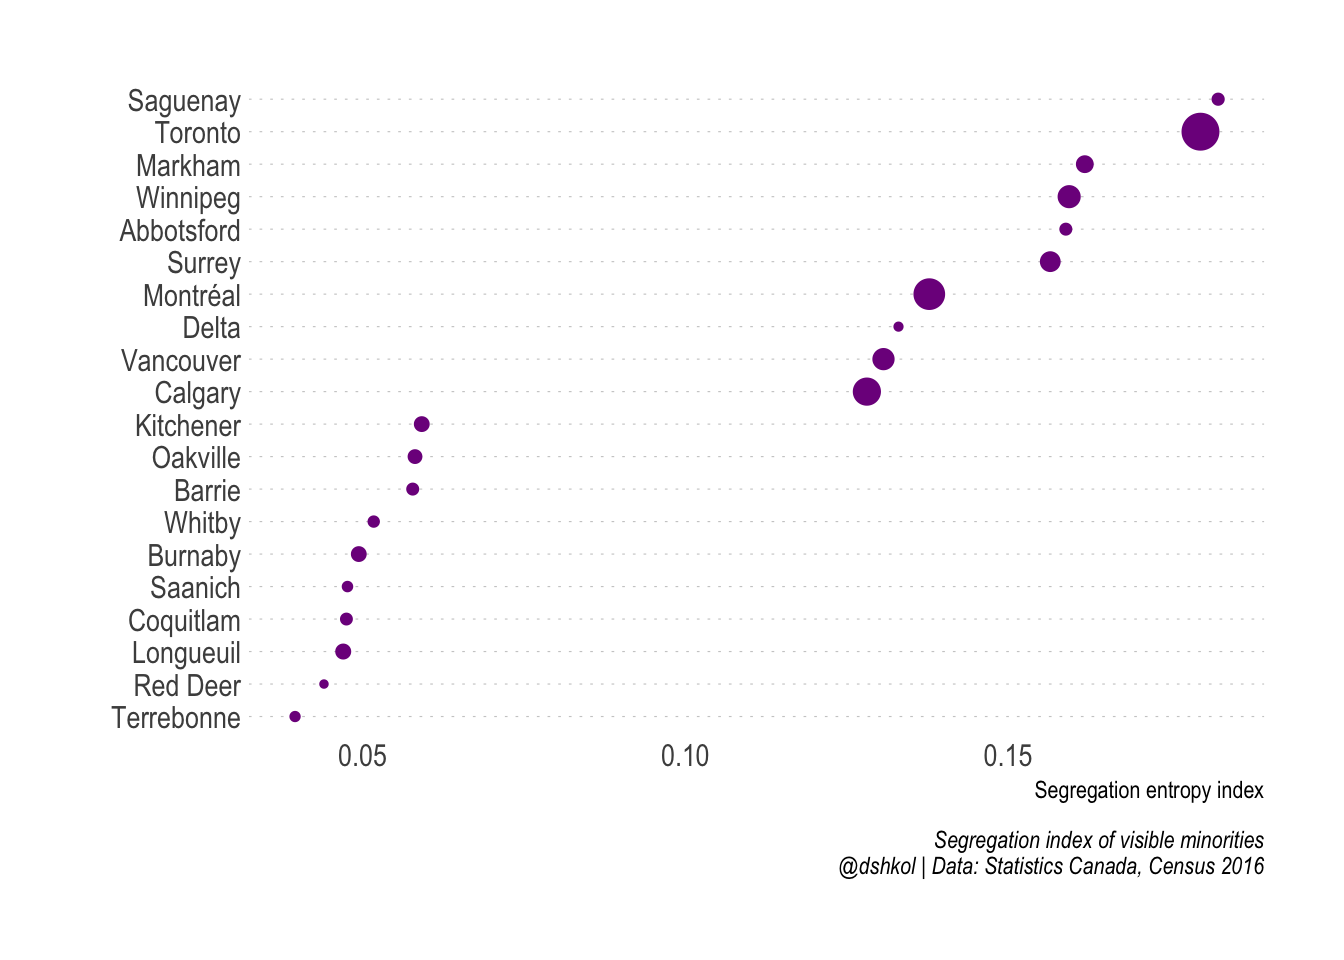 Saguenay
Toronto
Markham
Winnipeg
Abbotsford
Surrey
Montréal
Delta
Vancouver
Calgary
Kitchener
Oakville
Barrie
Whitby
Burnaby
Saanich
Coquitlam
Longueuil
Red Deer
Terrebonne
0.05 0.10 0.15
Segregation entropy index
Segregation index of visible minorities
@dshkol | Data: Statistics Canada, Census 2016